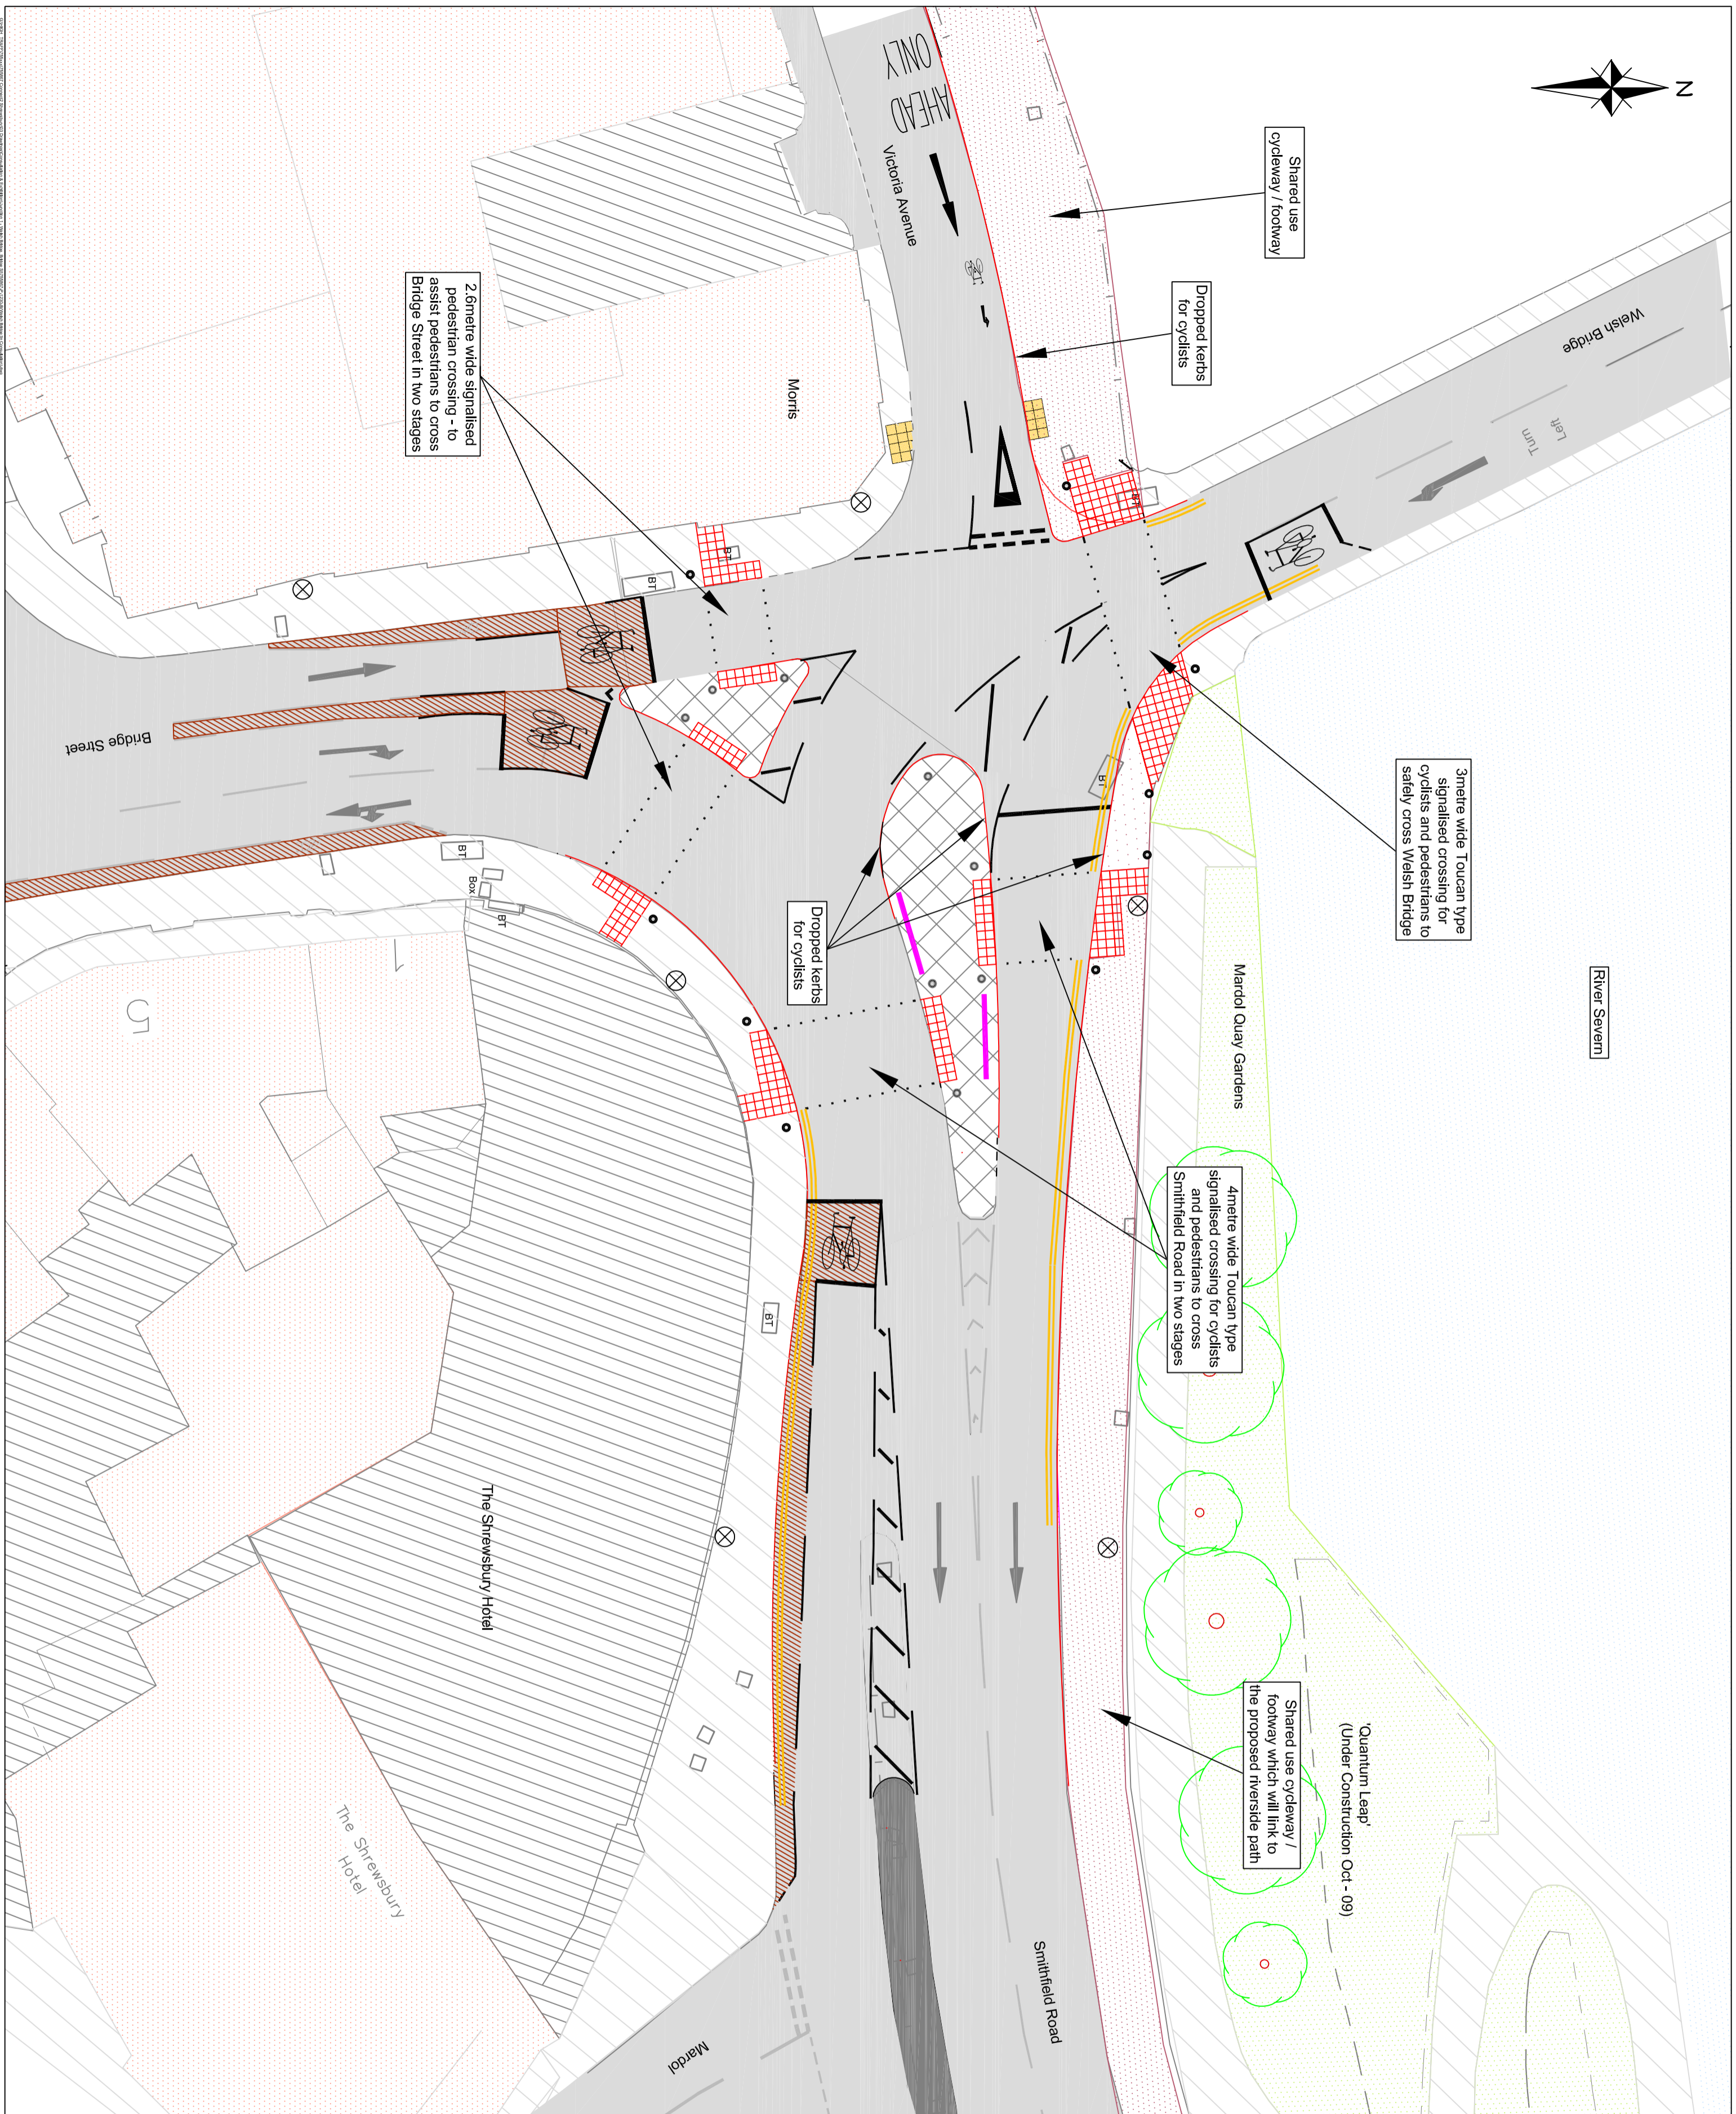 N
Shared use
cycleway / footway
Dropped kerbs
for cyclists
Welsh Bridge
Left
Turn
ONLY
AHEAD
Victoria Avenue
Morris
2.6metre wide signalised
pedestrian crossing - to
assist pedestrians to cross
Bridge Street in two stages
3metre wide Toucan type
signalised crossing for
cyclists and pedestrians to
safely cross Welsh Bridge
River Severn
Mardol Quay Gardens
BT
BT
BT
BT
Bridge Street
BT
Box
BT
Dropped kerbs
for cyclists
4metre wide Toucan type
signalised crossing for cyclists
and pedestrians to cross
Smithfield Road in two stages
1
5
BT
The Shrewsbury Hotel
The Shrewsbury
Hotel
Shared use cycleway /
footway which will link to
the proposed riverside path
'Quantum Leap'
(Under Construction Oct - 09)
Smithfield Road
Mardol